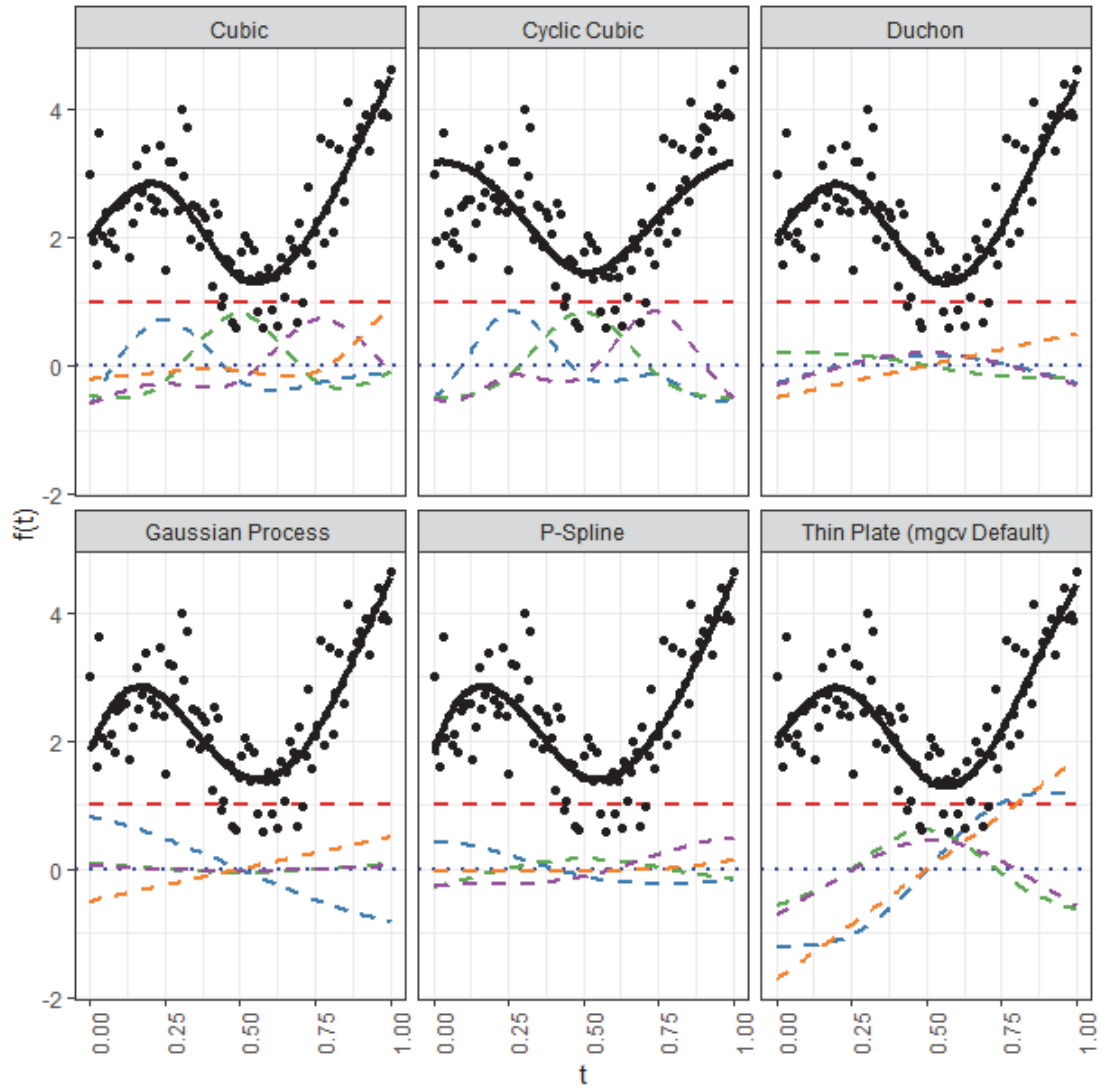 Cubic
Cyclic Cubic
Duchon
4
2
0
-2
Gaussian Process
P-Spline
Thin Plate (mgcv Default)
4
2
0
-2
f(t)
0.00
0.25
0.50
0.75
1.00
0.00
0.25
0.50
0.75
1.00
0.00
0.25
0.50
0.75
1.00
t